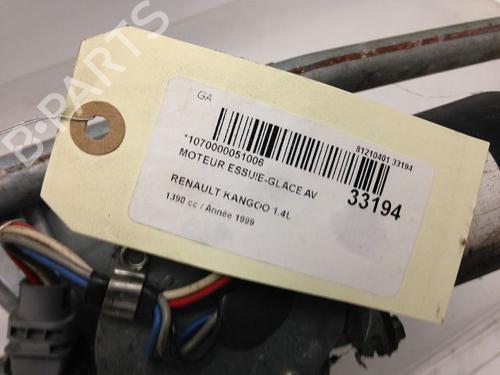 B-PARTS
GA
81210401 33194
*1070000051006
MOTEUR ESSUIE-GLACE AV
33194
RENAULT KANGOO 1.4L
1390 cc / Année 1999